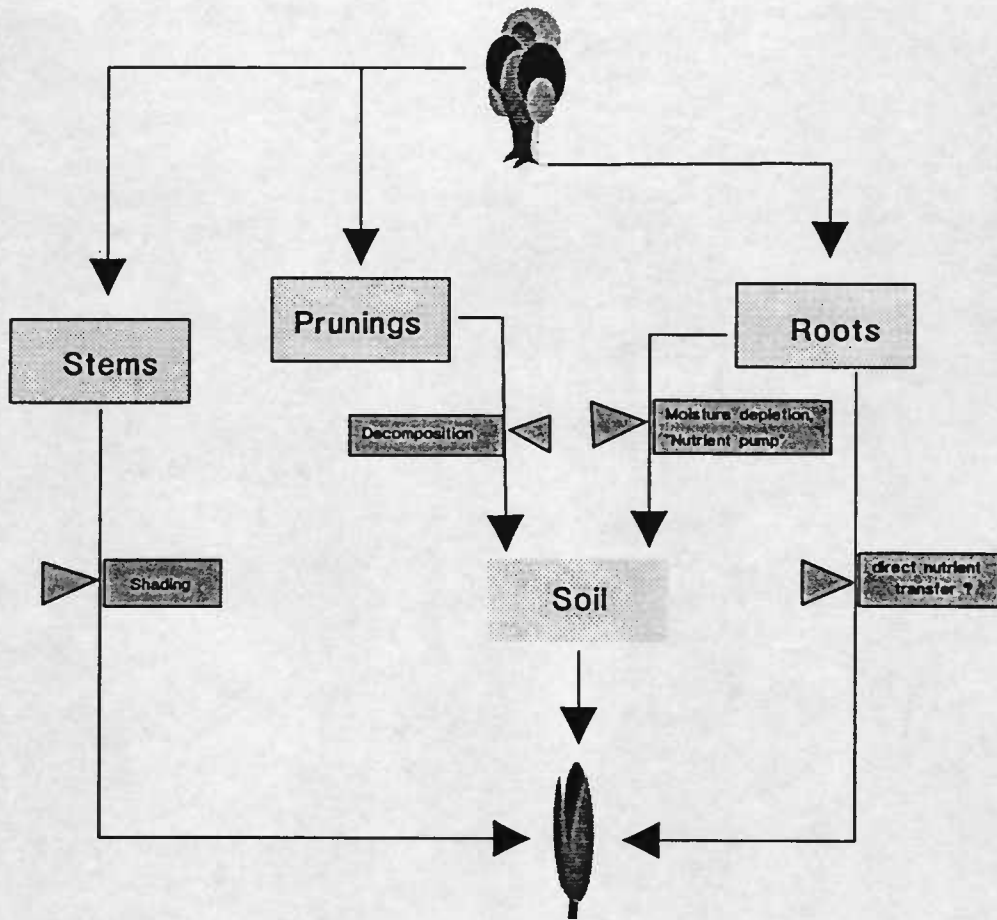 Prunings
Roots
Stems
Decomposition
Moisture depletion,
"Nutrient pump"
Shading
Soil
direct nutrient
transfer ?